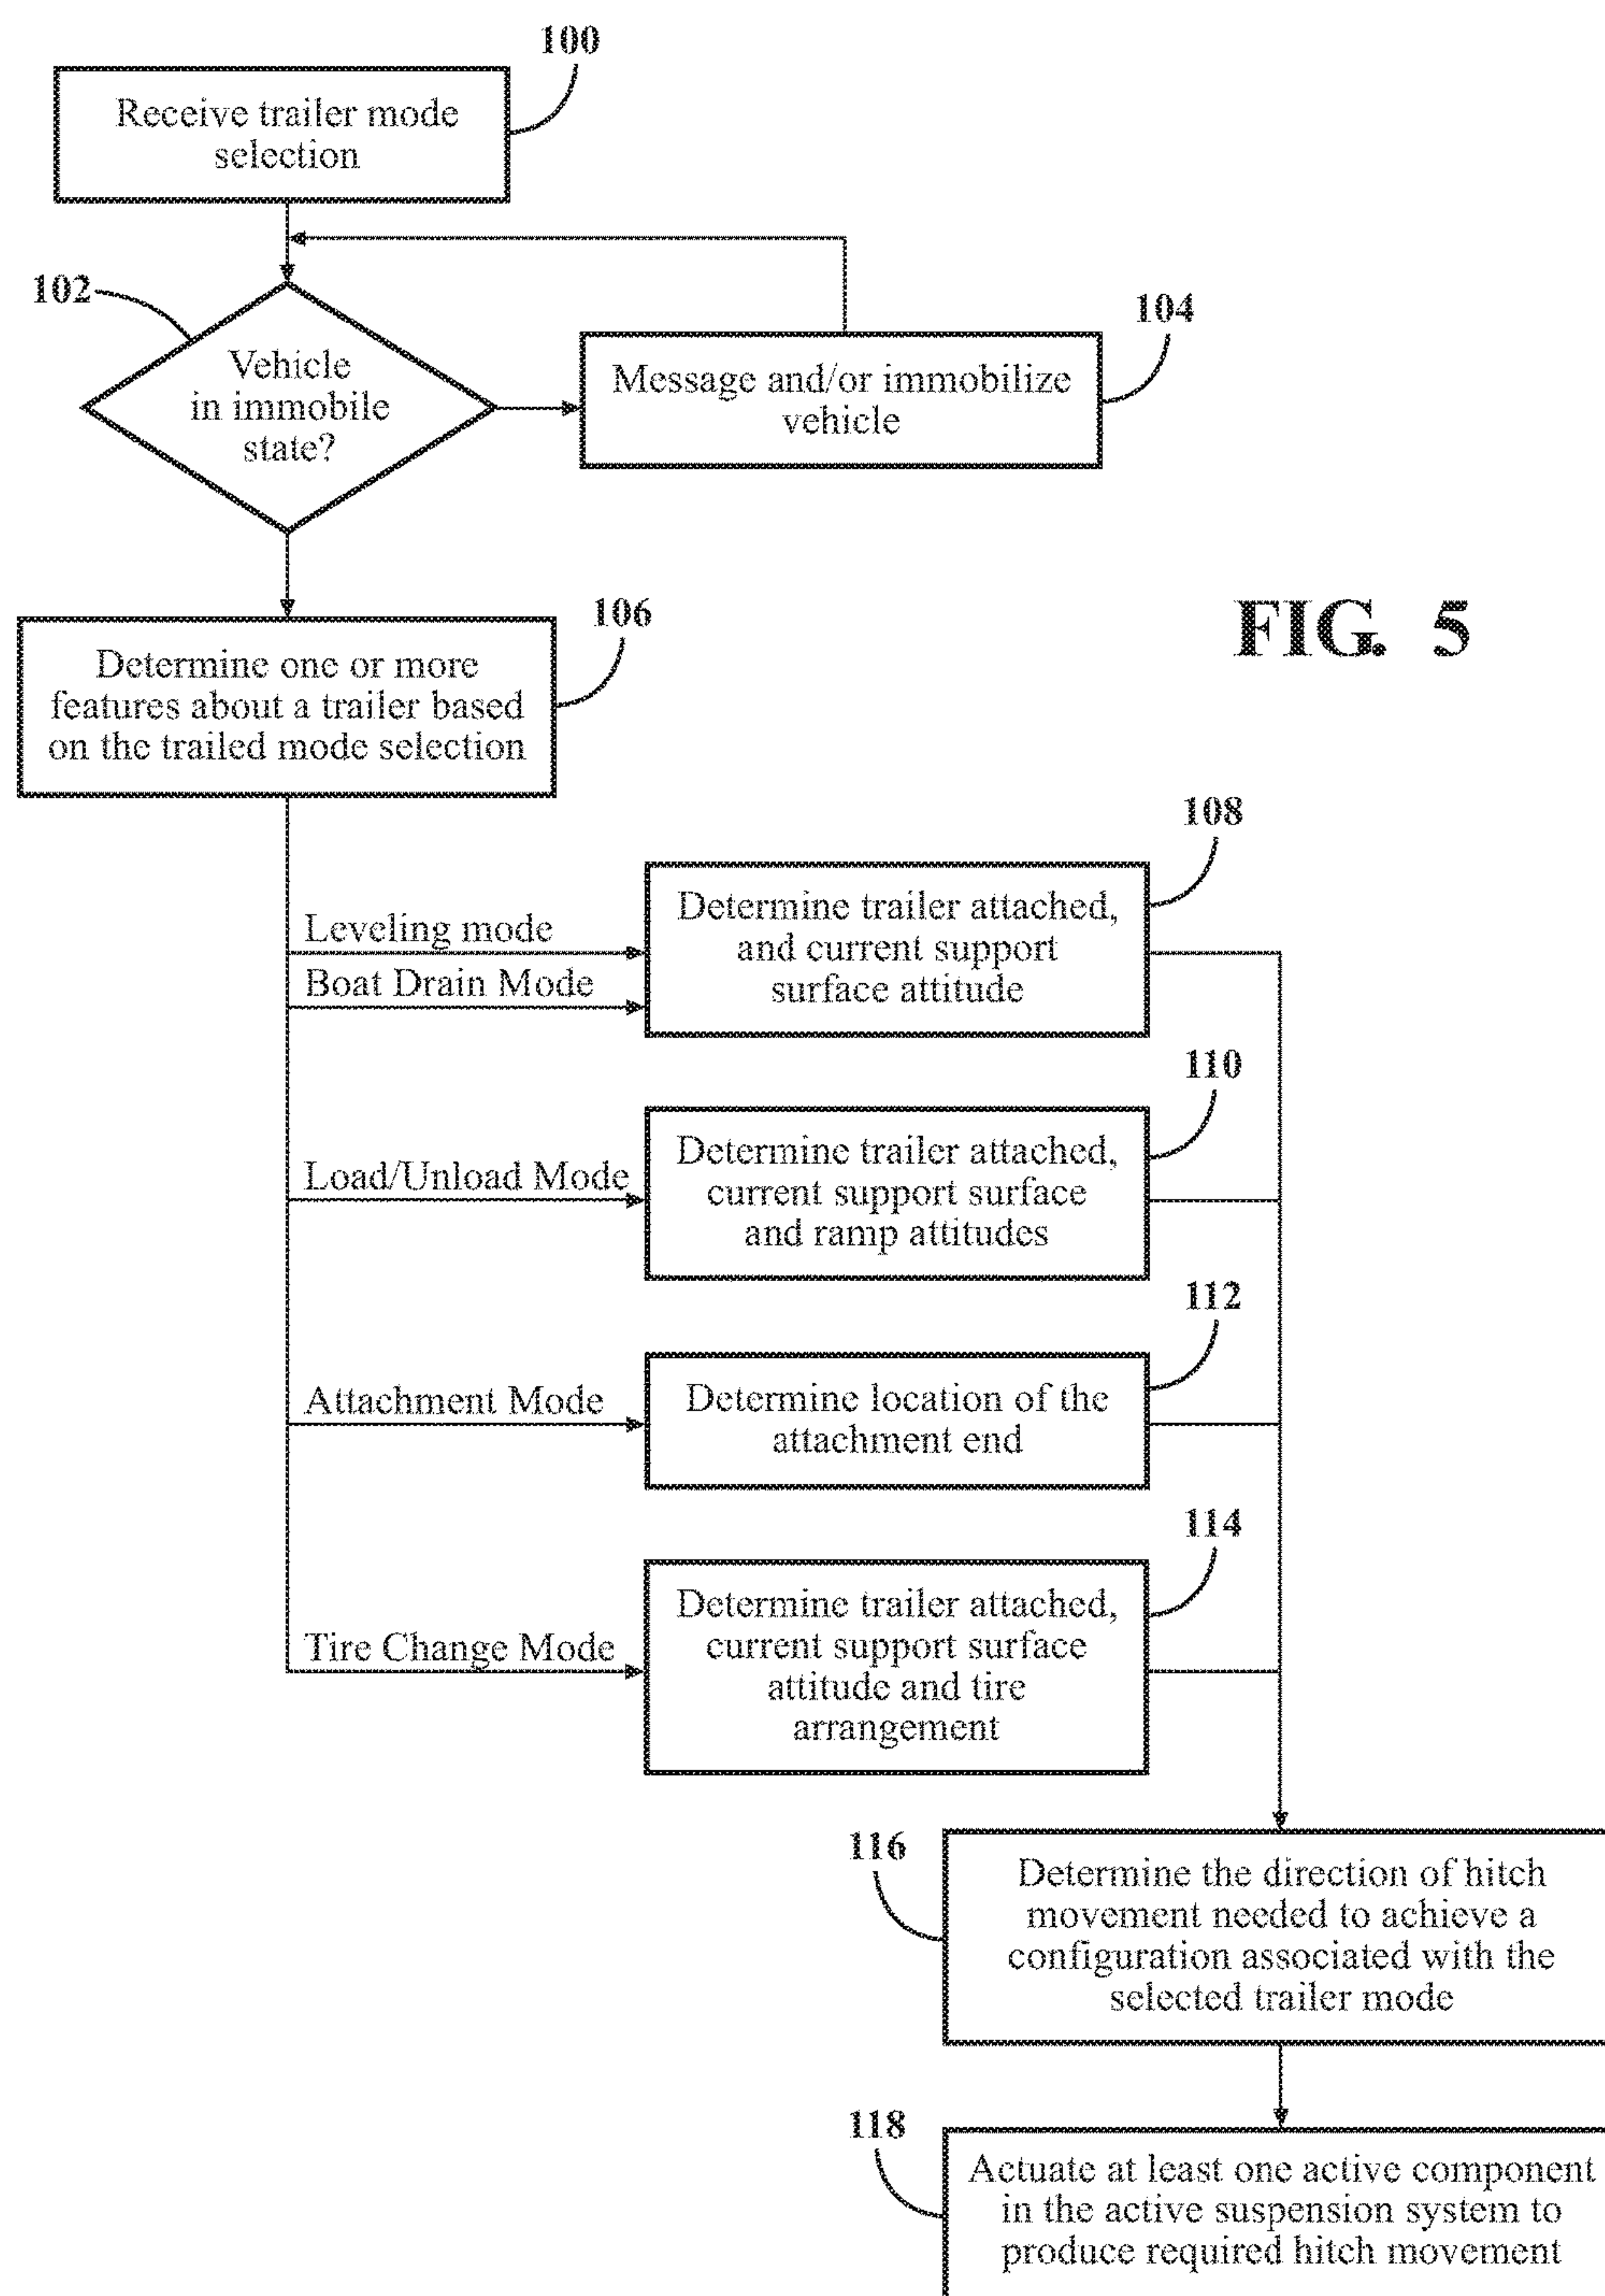 100
Receive trailer mode
selection
102
Vehicle
in immobile
state?
104
Message and/or immobilize
vehicle
106
Determine one or more
features about a trailer based
on the trailed mode selection
FIG. 5
108
Leveling mode
Boat Drain Mode
Determine trailer attached,
and current support
surface attitude
110
Load/Unload Mode
Determine trailer attached,
current support surface
and ramp attitudes
112
Attachment Mode
Determine location of the
attachment end
114
Tire Change Mode
Determine trailer attached,
current support surface
attitude and tire
arrangement
116
Determine the direction of hitch
movement needed to achieve a
configuration associated with the
selected trailer mode
118
Actuate at least one active component
in the active suspension system to
produce required hitch movement